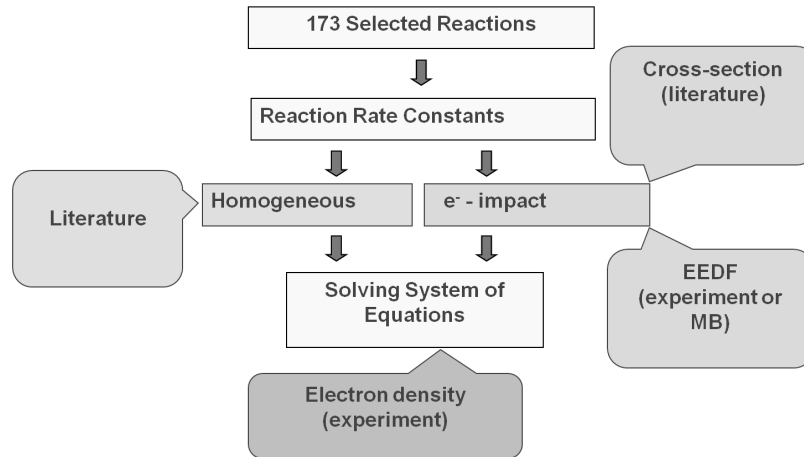 173 Selected Reactions
Cross-section
(literature)
Reaction Rate Constants
Literature
Homogeneous
e⁻ - impact
EEDF
(experiment or
MB)
Solving System of
Equations
Electron density
(experiment)